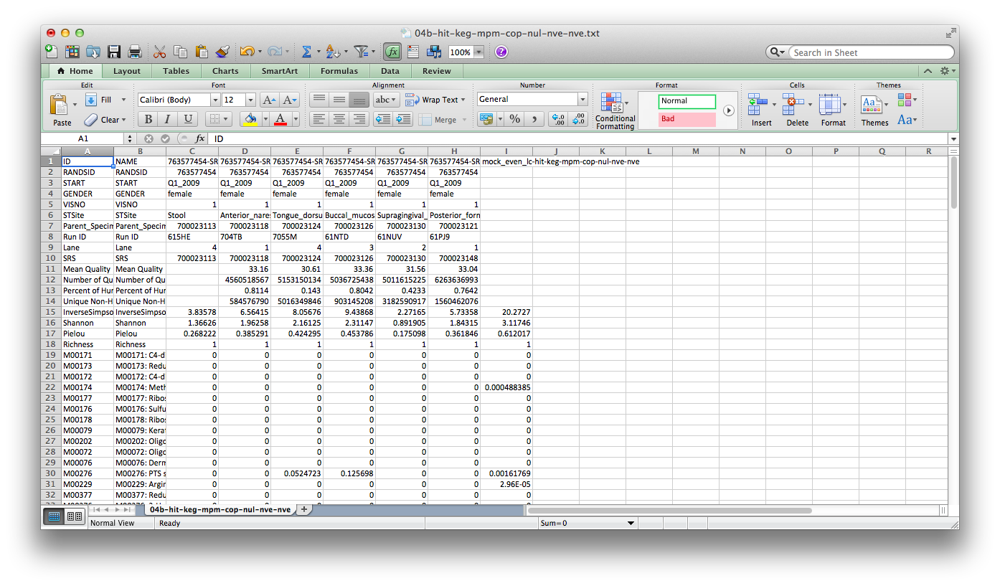 04b-hit-keg-mpm-cop-nul-nve-nve.txt
100% Search in Sheet
Home Layout Tables Charts SmartArt Formulas Data Review
Edit Font Alignment Number Format Cells Themes
Fill Calibri (Body) 12 A A abc Wrap Text General Normal
Paste Clear B I U A Merge % , .0 .00 .00 .0 Conditional Formatting Bad Insert Delete Format Themes Aa
A1 fx ID
A B C D E F G H I J K L M N O P Q R
1 ID NAME 763577454-SR 763577454-SR 763577454-SR 763577454-SR 763577454-SR 763577454-SR mock_even_lc-hit-keg-mpm-cop-nul-nve-nve
2 RANDSID RANDSID 763577454 763577454 763577454 763577454 763577454 763577454
3 START START Q1_2009 Q1_2009 Q1_2009 Q1_2009 Q1_2009 Q1_2009
4 GENDER GENDER female female female female female female
5 VISNO VISNO 1 1 1 1 1 1
6 STSite STSite Stool Anterior_nares Tongue_dorsu Buccal_mucos Supragingival_ Posterior_forn
7 Parent_Specim Parent_Specim 700023113 700023118 700023124 700023126 700023130 700023121
8 Run ID Run ID 615HE 704TB 7055M 61NTD 61NUV 61PJ9
9 Lane Lane 4 1 4 3 2 1
10 SRS SRS 700023113 700023118 700023124 700023126 700023130 700023148
11 Mean Quality Mean Quality 33.16 30.61 33.36 31.56 33.04
12 Number of Qu Number of Qu 4560518567 5153150134 5036725438 5011615225 6263636993
13 Percent of Hur Percent of Hur 0.8114 0.143 0.8042 0.4233 0.7642
14 Unique Non-H Unique Non-H 584576790 5016349846 903145208 3182590917 1560462076
15 InverseSimpso InverseSimpso 3.83578 6.56415 8.05676 9.43868 2.27165 5.73358 20.2727
16 Shannon Shannon 1.36626 1.96258 2.16125 2.31147 0.891905 1.84315 3.11746
17 Pielou Pielou 0.268222 0.385291 0.424295 0.453786 0.175098 0.361846 0.612017
18 Richness Richness 1 1 1 1 1 1 1
19 M00171 M00171: C4-d 0 0 0 0 0 0 0
20 M00173 M00173: Redu 0 0 0 0 0 0 0
21 M00172 M00172: C4-d 0 0 0 0 0 0 0
22 M00174 M00174: Meth 0 0 0 0 0 0 0.000488385
23 M00177 M00177: Ribos 0 0 0 0 0 0 0
24 M00176 M00176: Sulfu 0 0 0 0 0 0 0
25 M00178 M00178: Ribos 0 0 0 0 0 0 0
26 M00079 M00079: Kerat 0 0 0 0 0 0 0
27 M00202 M00202: Oligo 0 0 0 0 0 0 0
28 M00072 M00072: Oligo 0 0 0 0 0 0 0
29 M00076 M00076: Derm 0 0 0 0 0 0 0
30 M00276 M00276: PTS s 0 0 0.0524723 0.125698 0 0 0.00161769
31 M00229 M00229: Argin 0 0 0 0 0 0 2.96E-05
32 M00377 M00377: Redu 0 0 0 0 0 0 0
04b-hit-keg-mpm-cop-nul-nve-nve
Normal View Ready Sum=0